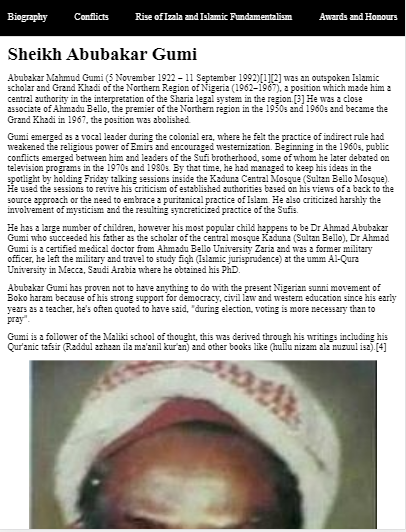 Biography Conflicts Rise of Izala and Islamic Fundamentalism Awards and Honours
Sheikh Abubakar Gumi
Abubakar Mahmud Gumi (5 November 1922 – 11 September 1992)[1][2] was an outspoken Islamic
scholar and Grand Khadi of the Northern Region of Nigeria (1962–1967), a position which made him a
central authority in the interpretation of the Sharia legal system in the region.[3] He was a close
associate of Ahmadu Bello, the premier of the Northern region in the 1950s and 1960s and became the
Grand Khadi in 1967, the position was abolished.
Gumi emerged as a vocal leader during the colonial era, where he felt the practice of indirect rule had
weakened the religious power of Emirs and encouraged westernization. Beginning in the 1960s, public
conflicts emerged between him and leaders of the Sufi brotherhood, some of whom he later debated on
television programs in the 1970s and 1980s. By that time, he had managed to keep his ideas in the
spotlight by holding Friday talking sessions inside the Kaduna Central Mosque (Sultan Bello Mosque).
He used the sessions to revive his criticism of established authorities based on his views of a back to the
source approach or the need to embrace a puritanical practice of Islam. He also criticized harshly the
involvement of mysticism and the resulting syncreticized practice of the Sufis.
He has a large number of children, however his most popular child happens to be Dr Ahmad Abubakar
Gumi who succeeded his father as the scholar of the central mosque Kaduna (Sultan Bello), Dr Ahmad
Gumi is a certified medical doctor from Ahmadu Bello University Zaria and was a former military
officer, he left the military and travel to study fiqh (Islamic jurisprudence) at the umm Al-Qura
University in Mecca, Saudi Arabia where he obtained his PhD.
Abubakar Gumi has proven not to have anything to do with the present Nigerian sunni movement of
Boko haram because of his strong support for democracy, civil law and western education since his early
years as a teacher, he's often quoted to have said, "during election, voting is more necessary than to
pray".
Gumi is a follower of the Maliki school of thought, this was derived through his writings including his
Qur'anic tafsir (Raddul azhaan ila ma'anil kur'an) and other books like (hullu nizam ala nuzuul isa).[4]